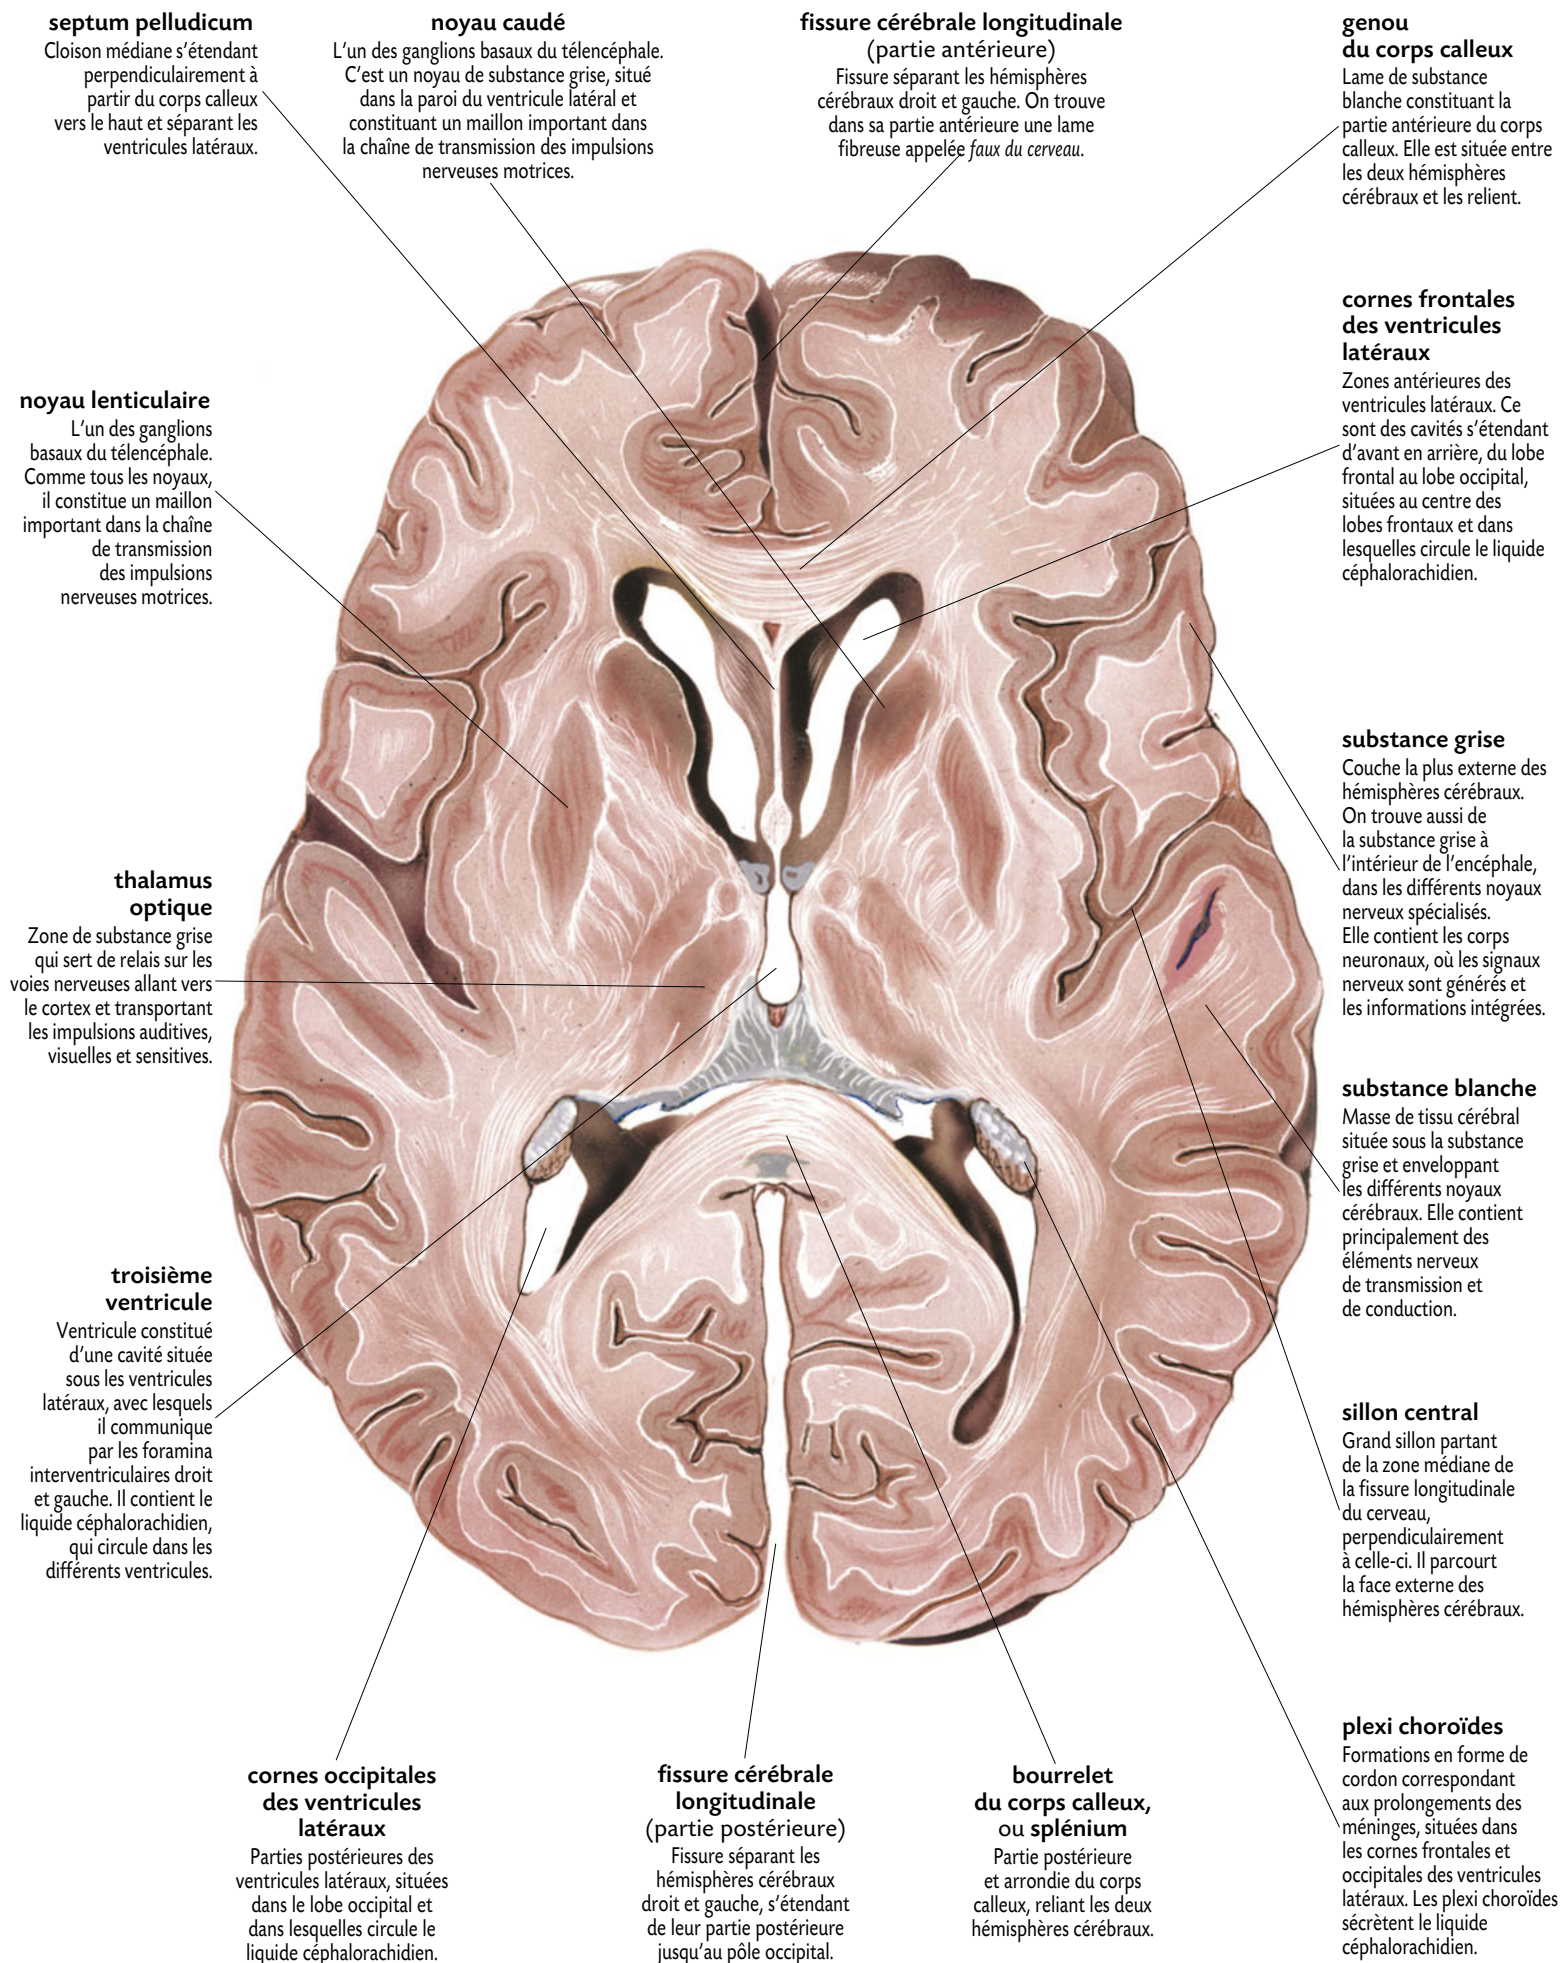 septum pelludicum
Cloison médiane s'étendant
perpendiculairement à
partir du corps calleux
vers le haut et séparant les
ventricules latéraux.
noyau caudé
L'un des ganglions basaux du télencéphale.
C'est un noyau de substance grise, situé
dans la paroi du ventricule latéral et
constituant un maillon important dans
la chaîne de transmission des impulsions
nerveuses motrices.
fissure cérébrale longitudinale
(partie antérieure)
Fissure séparant les hémisphères
cérébraux droit et gauche. On trouve
dans sa partie antérieure une lame
fibreuse appelée faux du cerveau.
genou
du corps calleux
Lame de substance
blanche constituant la
partie antérieure du corps
calleux. Elle est située entre
les deux hémisphères
cérébraux et les relient.
cornes frontales
des ventricules
latéraux
Zones antérieures des
ventricules latéraux. Ce
sont des cavités s'étendant
d'avant en arrière, du lobe
frontal au lobe occipital,
situées au centre des
lobes frontaux et dans
lesquelles circule le liquide
céphalorachidien.
noyau lenticulaire
L'un des ganglions
basaux du télencéphale.
Comme tous les noyaux,
il constitue un maillon
important dans la chaîne
de transmission
des impulsions
nerveuses motrices.
substance grise
Couche la plus externe des
hémisphères cérébraux.
On trouve aussi de
la substance grise à
l'intérieur de l'encéphale,
dans les différents noyaux
nerveux spécialisés.
Elle contient les corps
neuronaux, où les signaux
nerveux sont générés et
les informations intégrées.
thalamus
optique
Zone de substance grise
qui sert de relais sur les
voies nerveuses allant vers
le cortex et transportant
les impulsions auditives,
visuelles et sensitives.
substance blanche
Masse de tissu cérébral
située sous la substance
grise et enveloppant
les différents noyaux
cérébraux. Elle contient
principalement des
éléments nerveux
de transmission et
de conduction.
troisième
ventricule
Ventricule constitué
d'une cavité située
sous les ventricules
latéraux, avec lesquels
il communique
par les foramina
interventriculaires droit
et gauche. Il contient le
liquide céphalorachidien,
qui circule dans les
différents ventricules.
sillon central
Grand sillon partant
de la zone médiane de
la fissure longitudinale
du cerveau,
perpendiculairement
à celle-ci. Il parcourt
la face externe des
hémisphères cérébraux.
cornes occipitales
des ventricules
latéraux
Parties postérieures des
ventricules latéraux, situées
dans le lobe occipital et
dans lesquelles circule le
liquide céphalorachidien.
fissure cérébrale
longitudinale
(partie postérieure)
Fissure séparant les
hémisphères cérébraux
droit et gauche, s'étendant
de leur partie postérieure
jusqu'au pôle occipital.
bourrelet
du corps calleux,
ou splénium
Partie postérieure
et arrondie du corps
calleux, reliant les deux
hémisphères cérébraux.
plexi choroïdes
Formations en forme de
cordon correspondant
aux prolongements des
méninges, situées dans
les cornes frontales et
occipitales des ventricules
latéraux. Les plexi choroïdes
sécrètent le liquide
céphalorachidien.